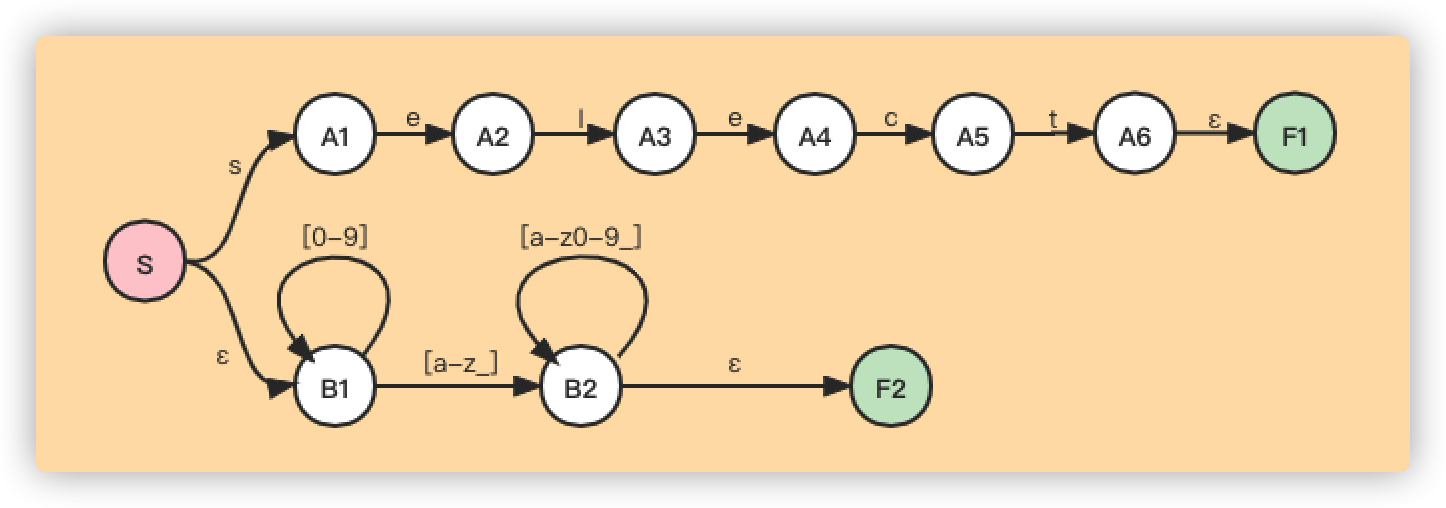 A1 e A2 l A3 e A4 c A5 t A6 ε F1
s
[0–9] [a–z0–9_]
S
ε [a–z_] ε
B1 B2 F2